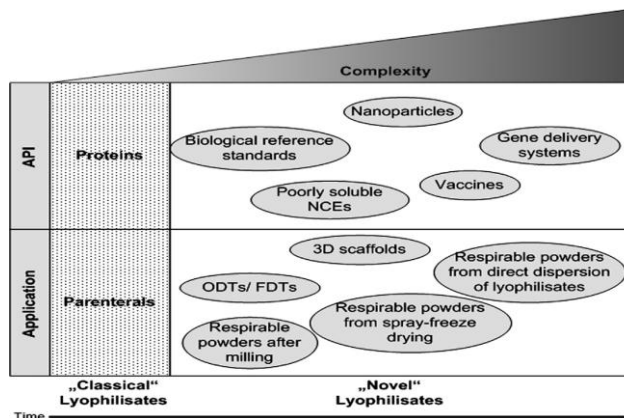 Complexity
API
Proteins
Nanoparticles
Biological reference
standards
Gene delivery
systems
Poorly soluble
NCEs
Vaccines
Application
Parenterals
3D scaffolds
Respirable powders
from direct dispersion
of lyophilisates
ODTs/ FDTs
Respirable powders
from spray-freeze
drying
Respirable
powders after
milling
„Classical“
Lyophilisates
„Novel“
Lyophilisates
Time